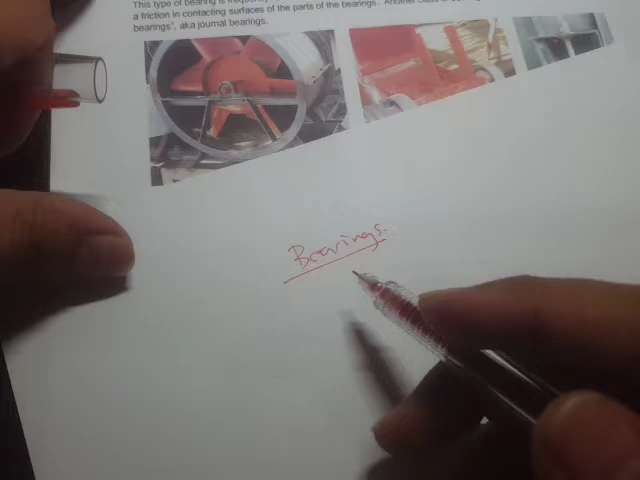 This type of bearing is frequently
a friction in contacting surfaces of the parts of the bearings. Another class of
bearings", aka journal bearings.
Bearings.